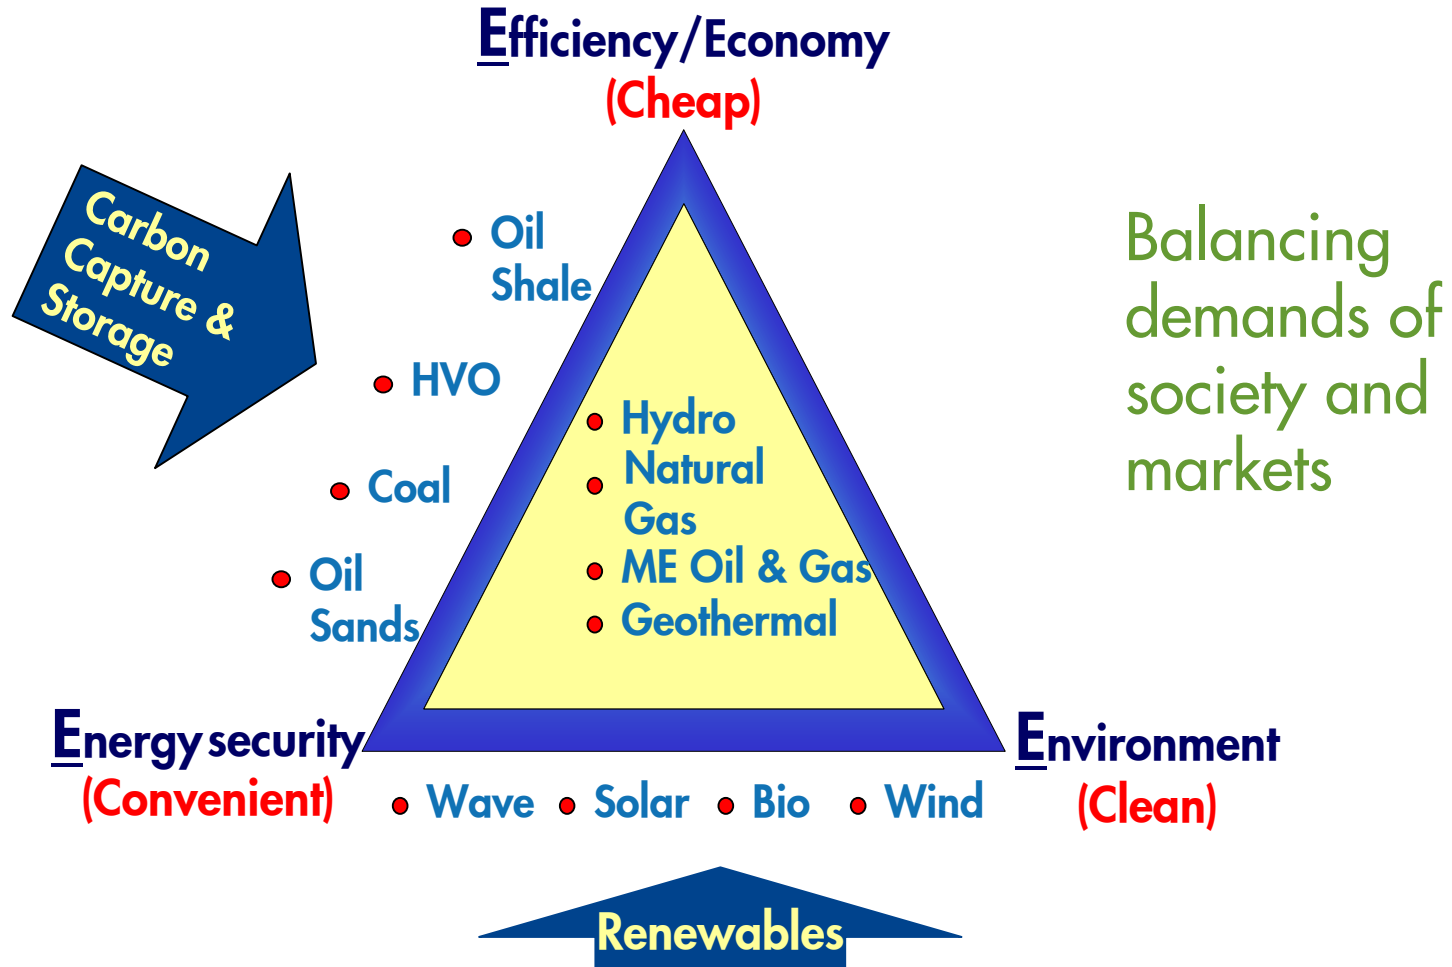 Efficiency/Economy
(Cheap)
Carbon
Capture &
Storage
Oil
Shale
HVO
Coal
Oil
Sands
Hydro
Natural
Gas
ME Oil & Gas
Geothermal
Balancing
demands of
society and
markets
Energy security
(Convenient)
Environment
(Clean)
Wave
Solar
Bio
Wind
Renewables